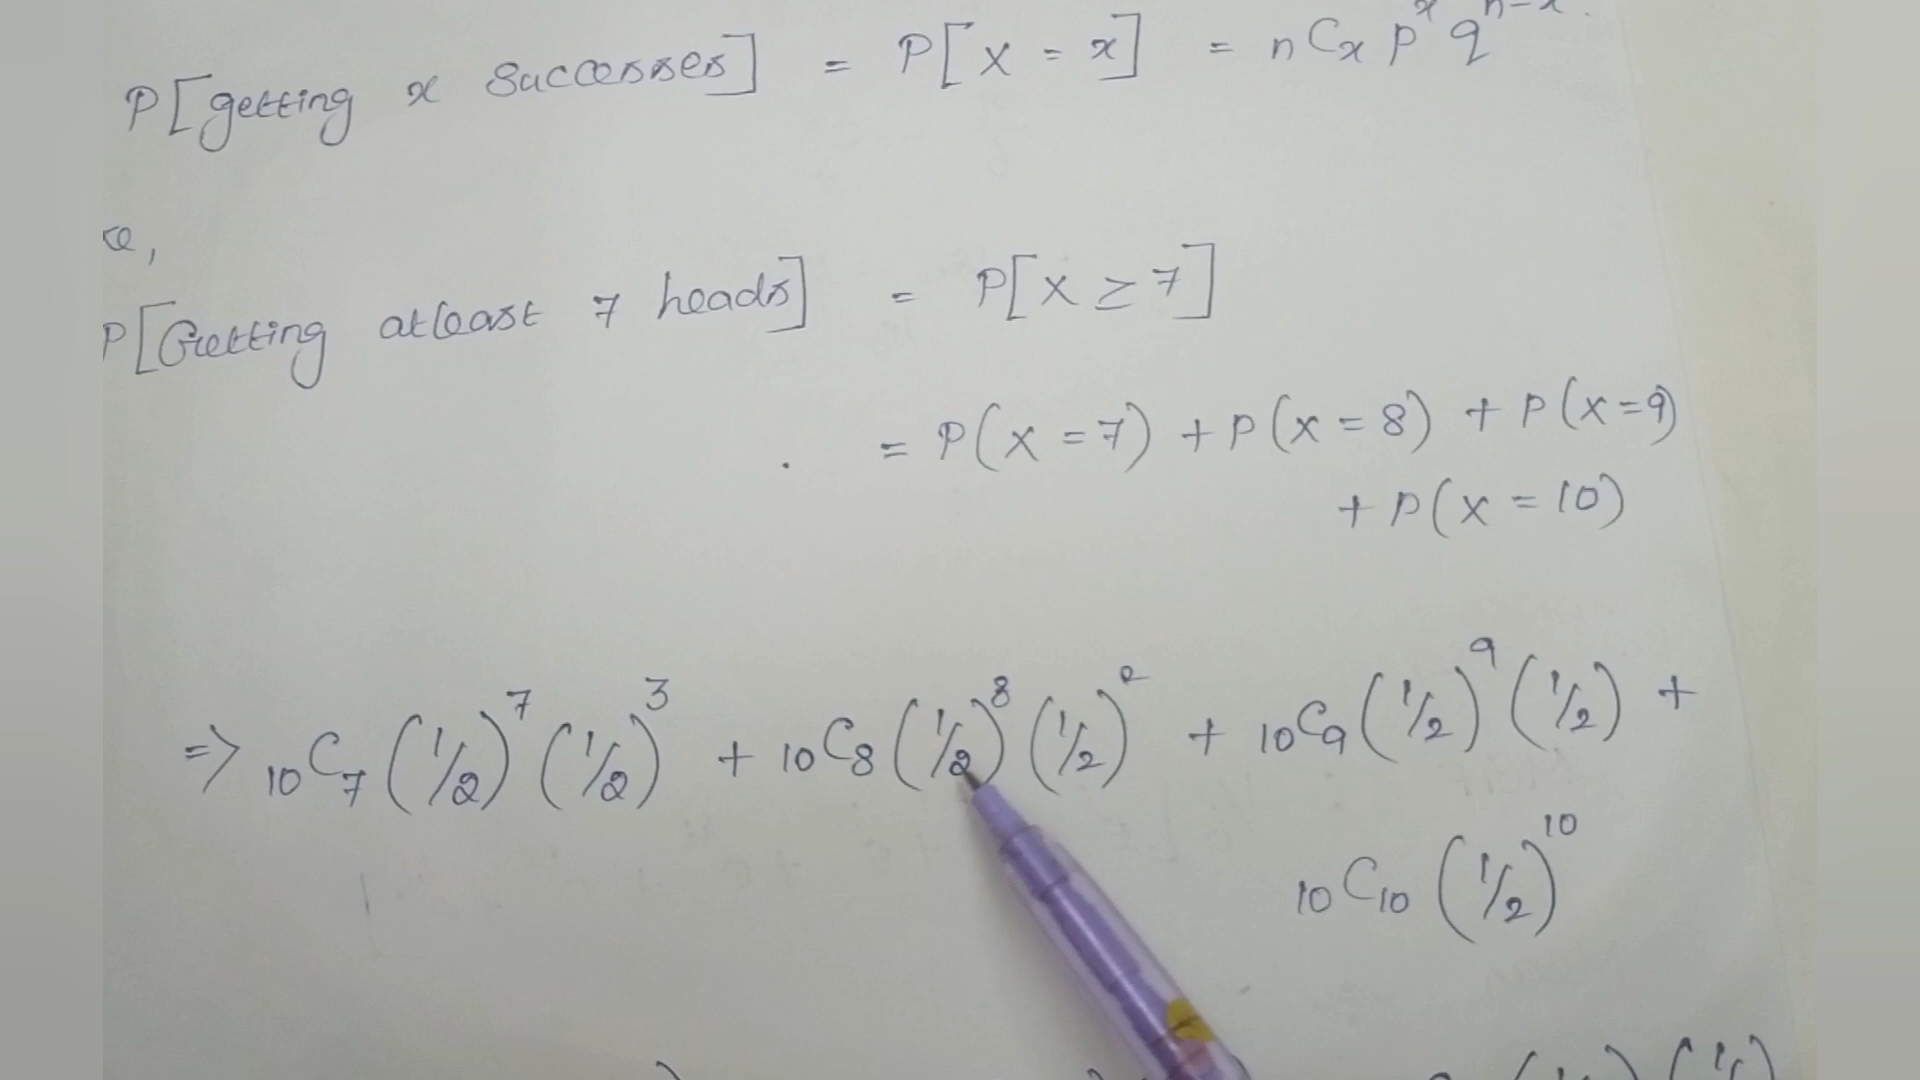 P[getting x successes] = P[X = x] = nCx p^x q^n-x.
P[Getting atleast 7 heads] = P[X ≥ 7]
= P(X = 7) + P(X = 8) + P(X = 9)
+ P(X = 10)
=> 10C7 (1/2)^7 (1/2)^3 + 10C8 (1/2)^8 (1/2)^2 + 10C9 (1/2)^9 (1/2) +
10C10 (1/2)^10